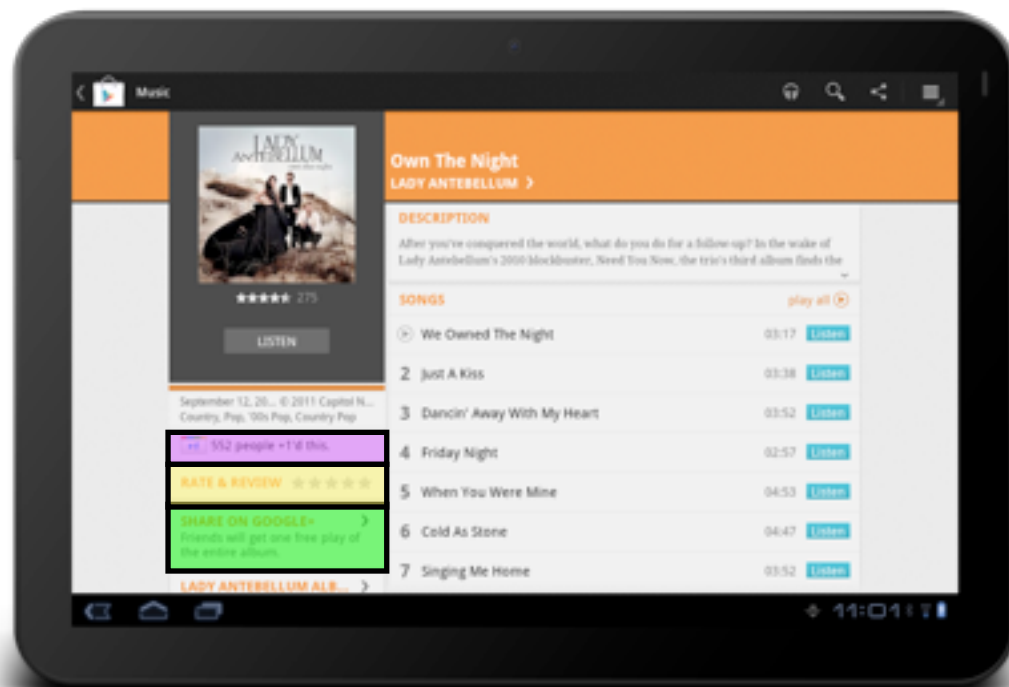 Music
LADY
ANTEBELLUM
own the night
Own The Night
LADY ANTEBELLUM
275
LISTEN
September 12, 20... © 2011 Capitol N...
Country, Pop, '00s Pop, Country Pop
552 people +1'd this.
RATE & REVIEW
SHARE ON GOOGLE+
Friends will get one free play of
the entire album.
LADY ANTEBELLUM ALB...
DESCRIPTION
After you've conquered the world, what do you do for a follow-up? In the wake of
Lady Antebellum's 2010 blockbuster, Need You Now, the trio's third album finds the
SONGS play all
We Owned The Night 03:17 Listen
2 Just A Kiss 03:38 Listen
3 Dancin' Away With My Heart 03:52 Listen
4 Friday Night 02:57 Listen
5 When You Were Mine 04:53 Listen
6 Cold As Stone 04:47 Listen
7 Singing Me Home 03:52 Listen
11:01